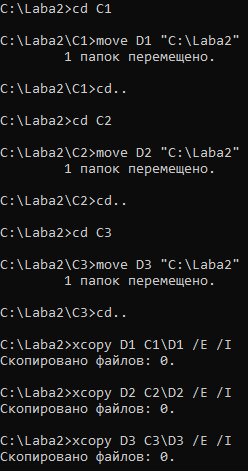 C:\Laba2>cd C1
C:\Laba2\C1>move D1 "C:\Laba2"
1 папок перемещено.
C:\Laba2\C1>cd..
C:\Laba2>cd C2
C:\Laba2\C2>move D2 "C:\Laba2"
1 папок перемещено.
C:\Laba2\C2>cd..
C:\Laba2>cd C3
C:\Laba2\C3>move D3 "C:\Laba2"
1 папок перемещено.
C:\Laba2\C3>cd..
C:\Laba2>xcopy D1 C1\D1 /E /I
Скопировано файлов: 0.
C:\Laba2>xcopy D2 C2\D2 /E /I
Скопировано файлов: 0.
C:\Laba2>xcopy D3 C3\D3 /E /I
Скопировано файлов: 0.